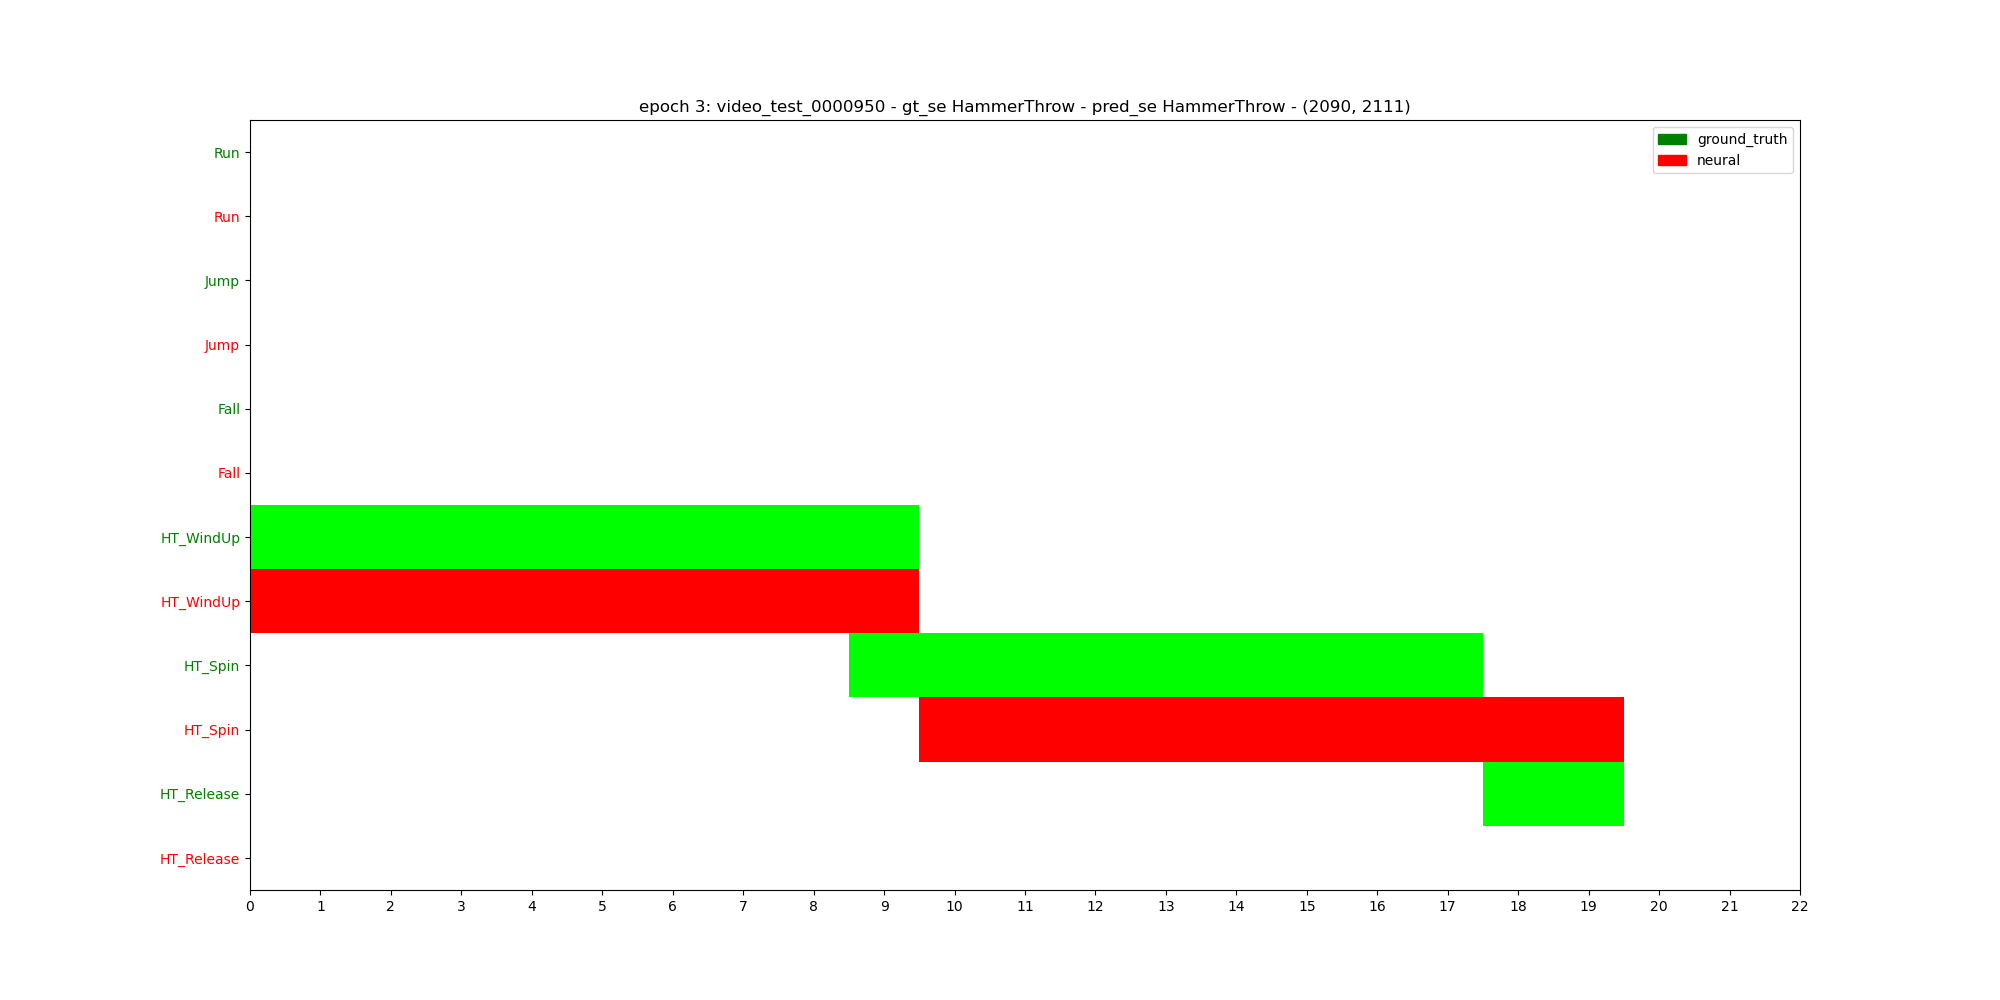 epoch 3: video_test_0000950 - gt_se HammerThrow - pred_se HammerThrow - (2090, 2111)
ground_truth
neural
Run
Run
Jump
Jump
Fall
Fall
HT_WindUp
HT_WindUp
HT_Spin
HT_Spin
HT_Release
HT_Release
0 1 2 3 4 5 6 7 8 9 10 11 12 13 14 15 16 17 18 19 20 21 22